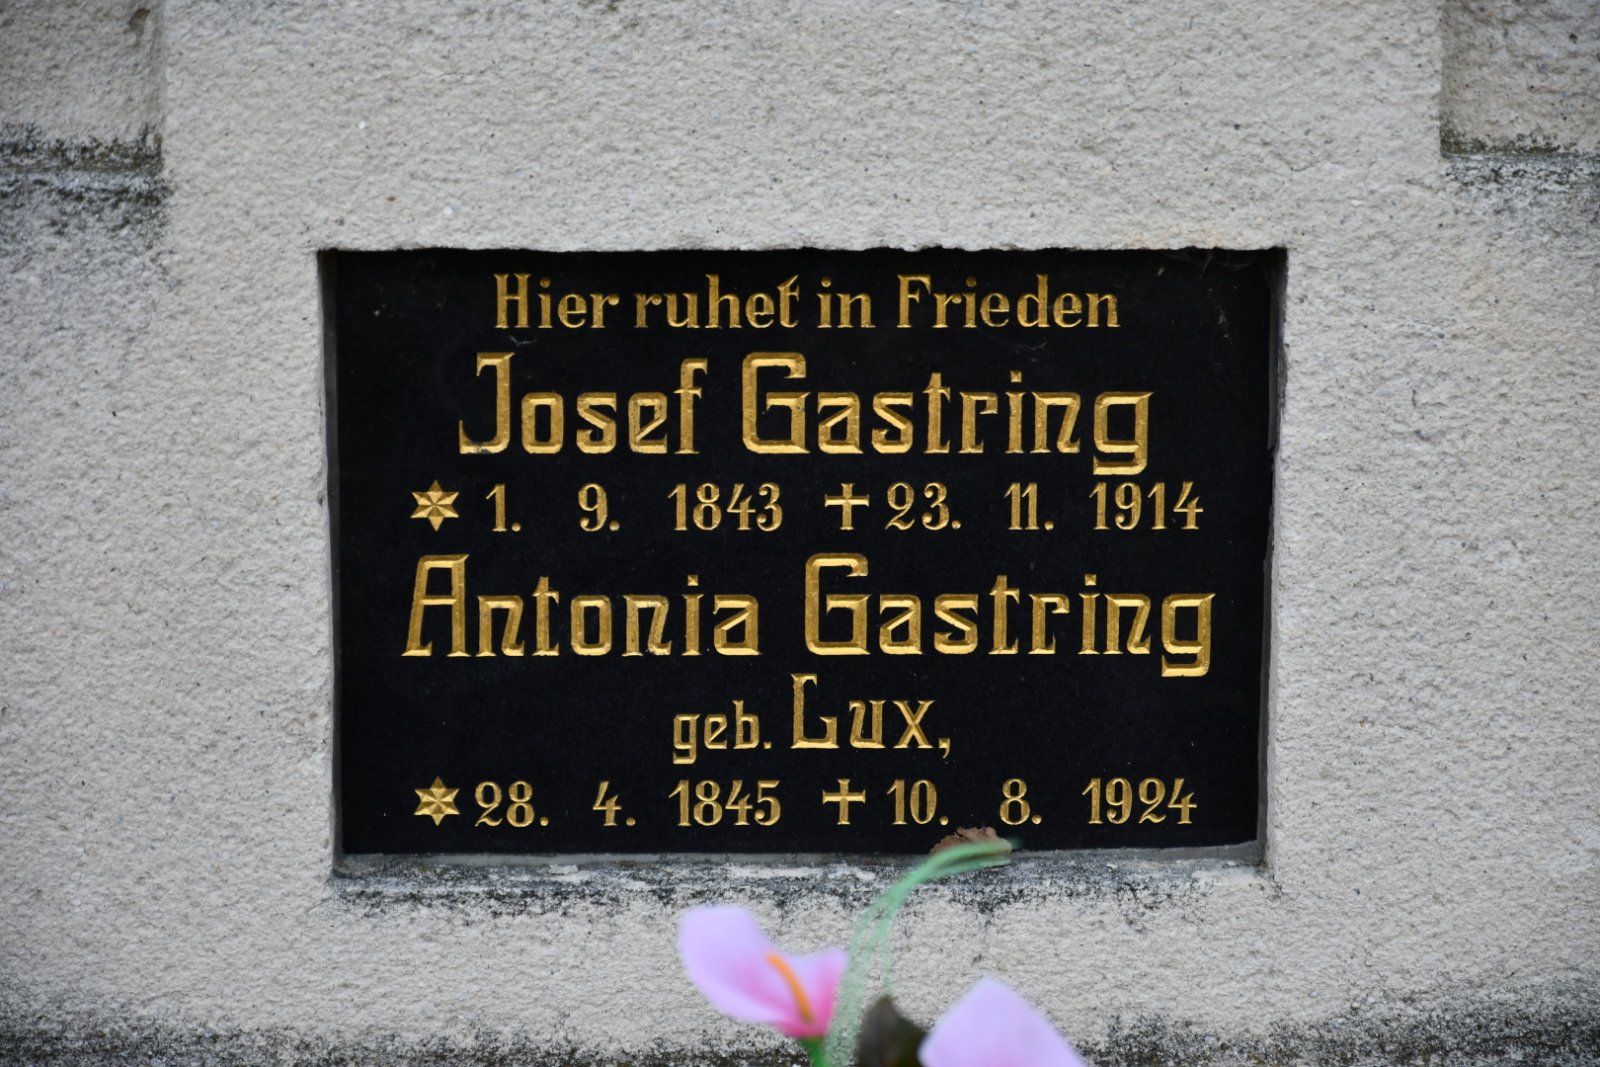 Hier ruhet in Frieden
Josef Gastring
✶ 1. 9. 1843 ✝ 23. 11. 1914
Antonia Gastring
geb. Lux,
✶ 28. 4. 1845 ✝ 10. 8. 1924